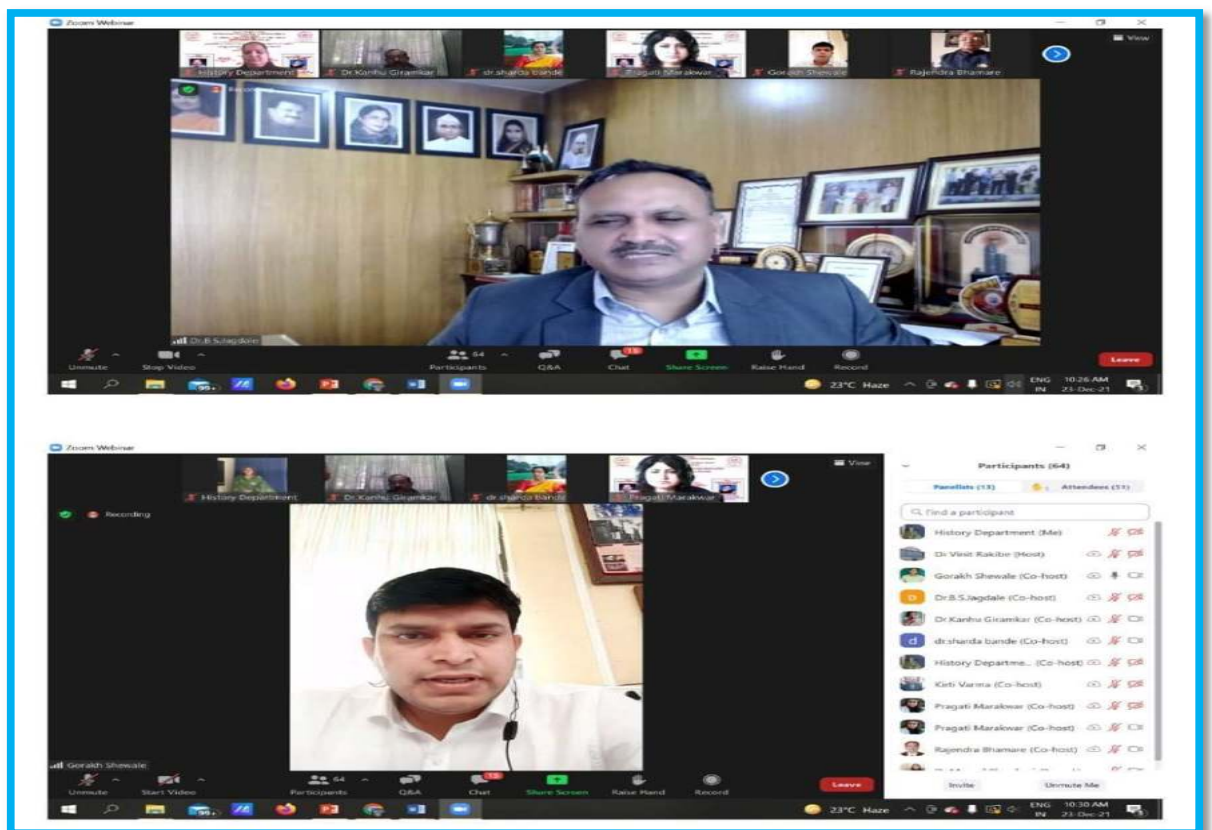 Zoom Webinar
View
History Department
Dr.Kanhu Giramkar
dr.sharda bande
Pragati Marakwar
Gorakh Shewale
Rajendra Bhamare
Recording
Dr.B.S.Jagdale
Unmute
Stop Video
Participants
64
Q&A
Chat
15
Share Screen
Raise Hand
Record
Leave
99+
23°C Haze
ENG
IN
10:26 AM
23-Dec-21
Zoom Webinar
View
History Department
Dr.Kanhu Giramkar
dr.sharda bande
Pragati Marakwar
Recording
Gorakh Shewale
Participants (64)
Panellists (13)
Attendees (51)
Find a participant
History Department (Me)
Dr Vinit Rakibe (Host)
Gorakh Shewale (Co-host)
D
Dr.B.S.Jagdale (Co-host)
Dr.Kanhu Giramkar (Co-host)
d
dr.sharda bande (Co-host)
History Departme... (Co-host)
Kirti Varma (Co-host)
Pragati Marakwar (Co-host)
Pragati Marakwar (Co-host)
Rajendra Bhamare (Co-host)
Invite
Unmute Me
Unmute
Start Video
Participants
64
Q&A
Chat
15
Share Screen
Raise Hand
Record
Leave
99+
23°C Haze
ENG
IN
10:30 AM
23-Dec-21